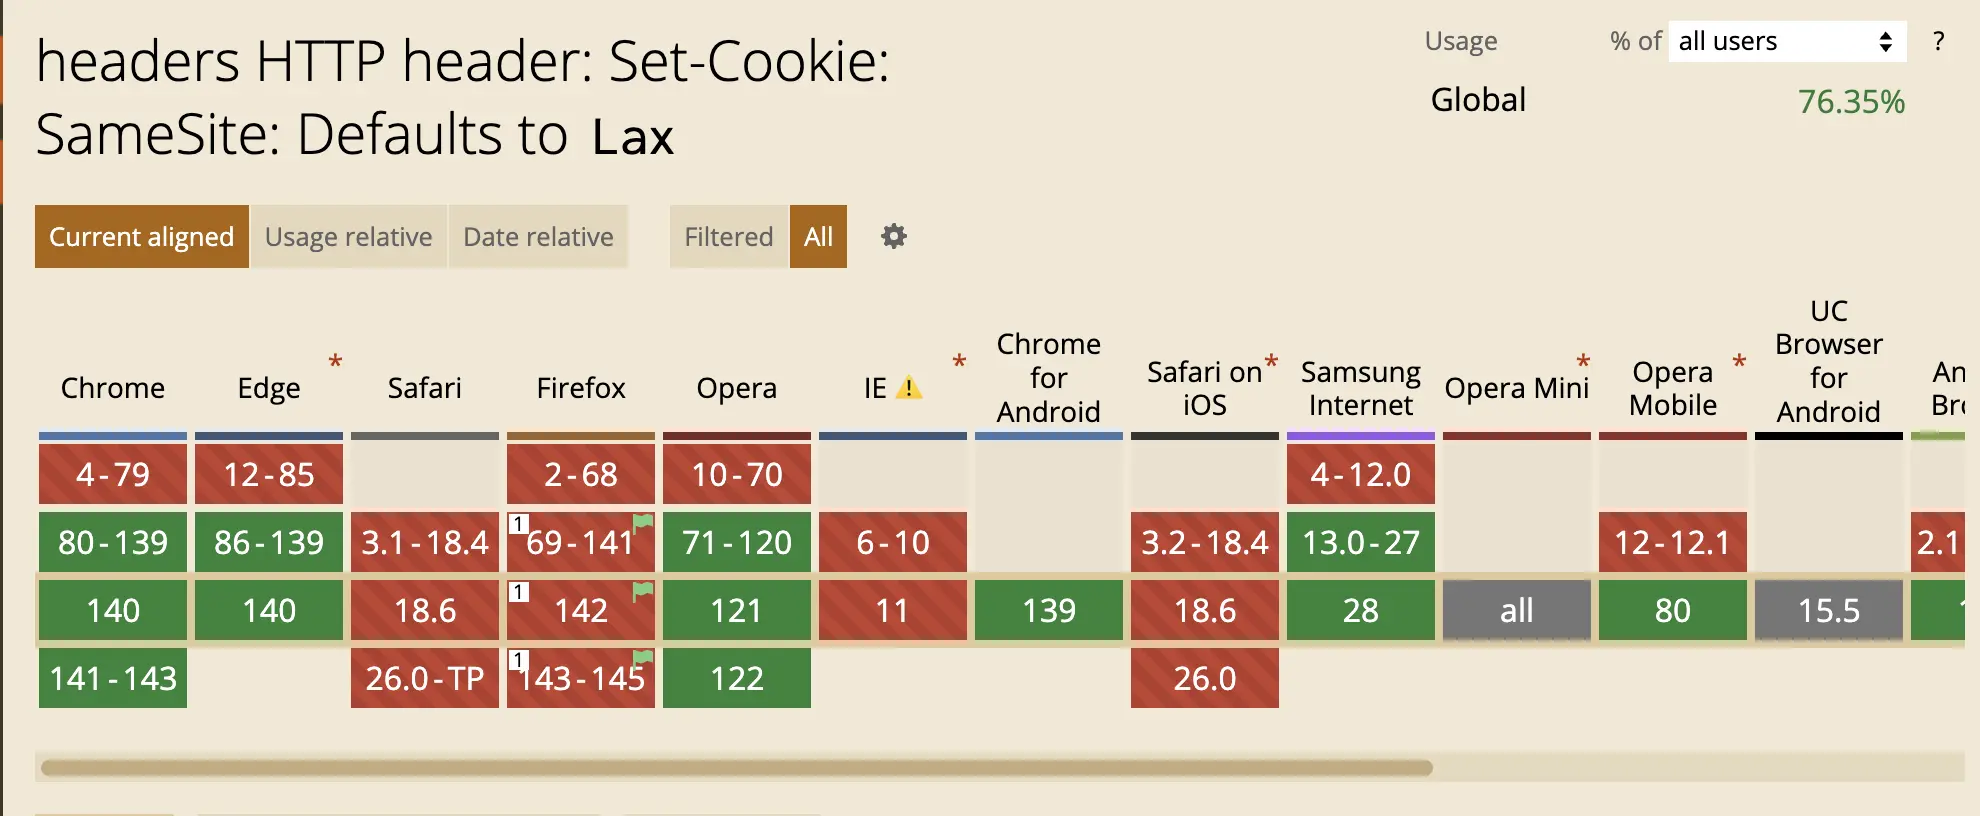 headers HTTP header: Set-Cookie:
SameSite: Defaults to Lax
Usage % of all users ?
Global 76.35%
Current aligned Usage relative Date relative Filtered All
Chrome Edge * Safari Firefox Opera IE * Chrome for Android Safari on iOS * Samsung Internet Opera Mini * Opera Mobile * UC Browser for Android
4-79 12-85 2-68 10-70 4-12.0
80-139 86-139 3.1-18.4 1 69-141 71-120 6-10 3.2-18.4 13.0-27 12-12.1 2.1
140 140 18.6 1 142 121 11 139 18.6 28 all 80 15.5
141-143 26.0-TP 1 143-145 122 26.0